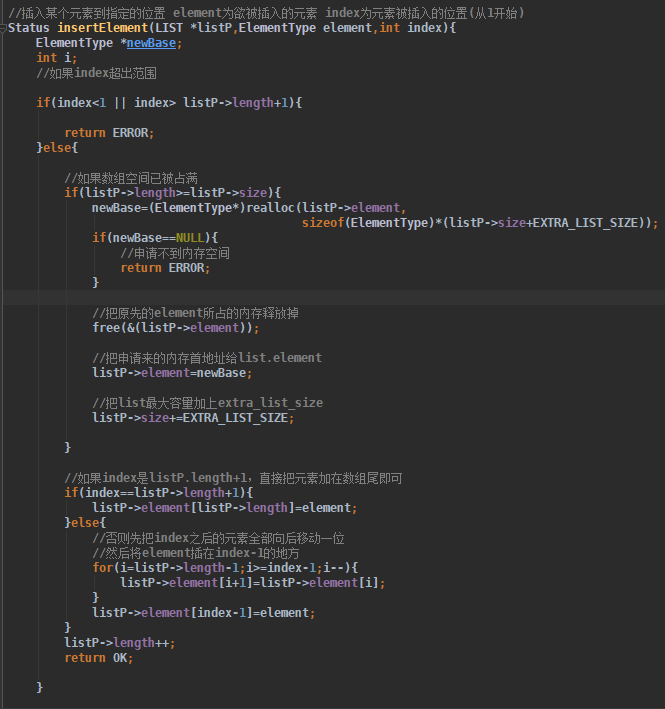 //插入某个元素到指定的位置 element为欲被插入的元素 index为元素被插入的位置(从1开始)
Status insertElement(LIST *listP,ElementType element,int index){
    ElementType *newBase;
    int i;
    //如果index超出范围

    if(index<1 || index> listP->length+1){

        return ERROR;
    }else{

        //如果数组空间已被占满
        if(listP->length>=listP->size){
            newBase=(ElementType*)realloc(listP->element,
                                          sizeof(ElementType)*(listP->size+EXTRA_LIST_SIZE));
            if(newBase==NULL){
                //申请不到内存空间
                return ERROR;
            }

            //把原先的element所占的内存释放掉
            free(&(listP->element));

            //把申请来的内存首地址给list.element
            listP->element=newBase;

            //把list最大容量加上extra_list_size
            listP->size+=EXTRA_LIST_SIZE;

        }

        //如果index是listP.length+1，直接把元素加在数组尾即可
        if(index==listP->length+1){
            listP->element[listP->length]=element;
        }else{
            //否则先把index之后的元素全部向后移动一位
            //然后将element插在index-1的地方
            for(i=listP->length-1;i>=index-1;i--){
                listP->element[i+1]=listP->element[i];
            }
            listP->element[index-1]=element;
        }
        listP->length++;
        return OK;

    }